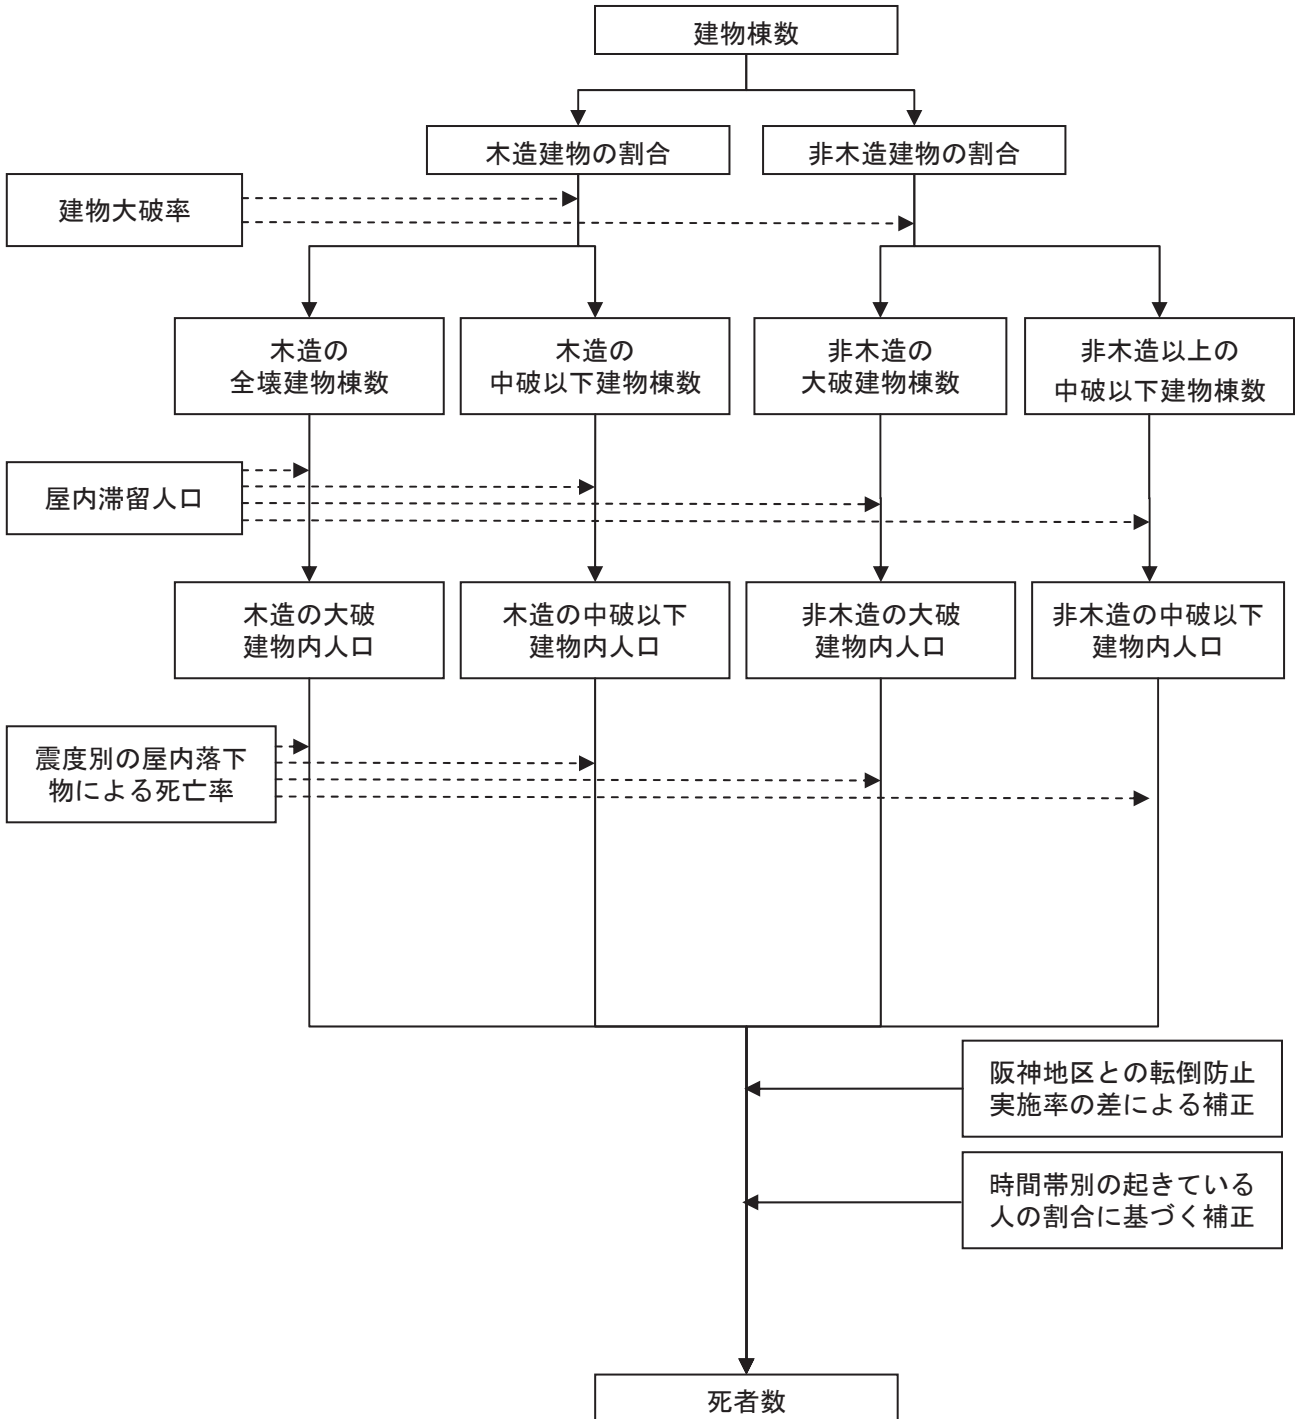 建物棟数
木造建物の割合
非木造建物の割合
建物大破率
木造の
全壊建物棟数
木造の
中破以下建物棟数
非木造の
大破建物棟数
非木造以上の
中破以下建物棟数
屋内滞留人口
木造の大破
建物内人口
木造の中破以下
建物内人口
非木造の大破
建物内人口
非木造の中破以下
建物内人口
震度別の屋内落下
物による死亡率
阪神地区との転倒防止
実施率の差による補正
時間帯別の起きている
人の割合に基づく補正
死者数